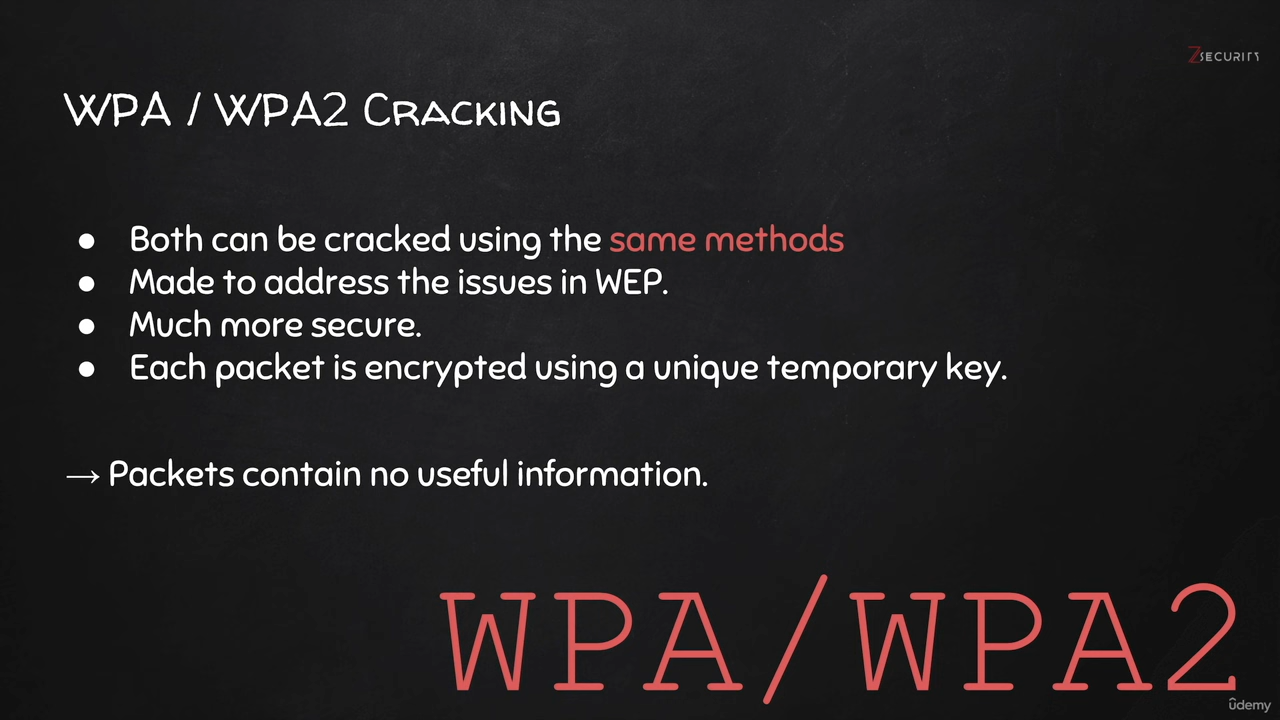 ZSECURITY
WPA / WPA2 CRACKING
● Both can be cracked using the same methods
● Made to address the issues in WEP.
● Much more secure.
● Each packet is encrypted using a unique temporary key.
→ Packets contain no useful information.
WPA/WPA2
ûdemy